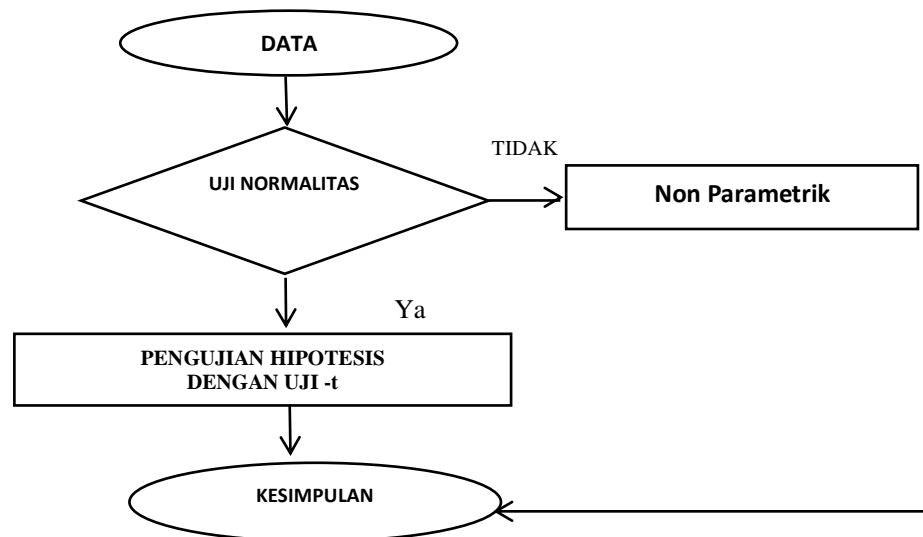 DATA
UJI NORMALITAS
TIDAK
Non Parametrik
Ya
PENGUJIAN HIPOTESIS
DENGAN UJI -t
KESIMPULAN